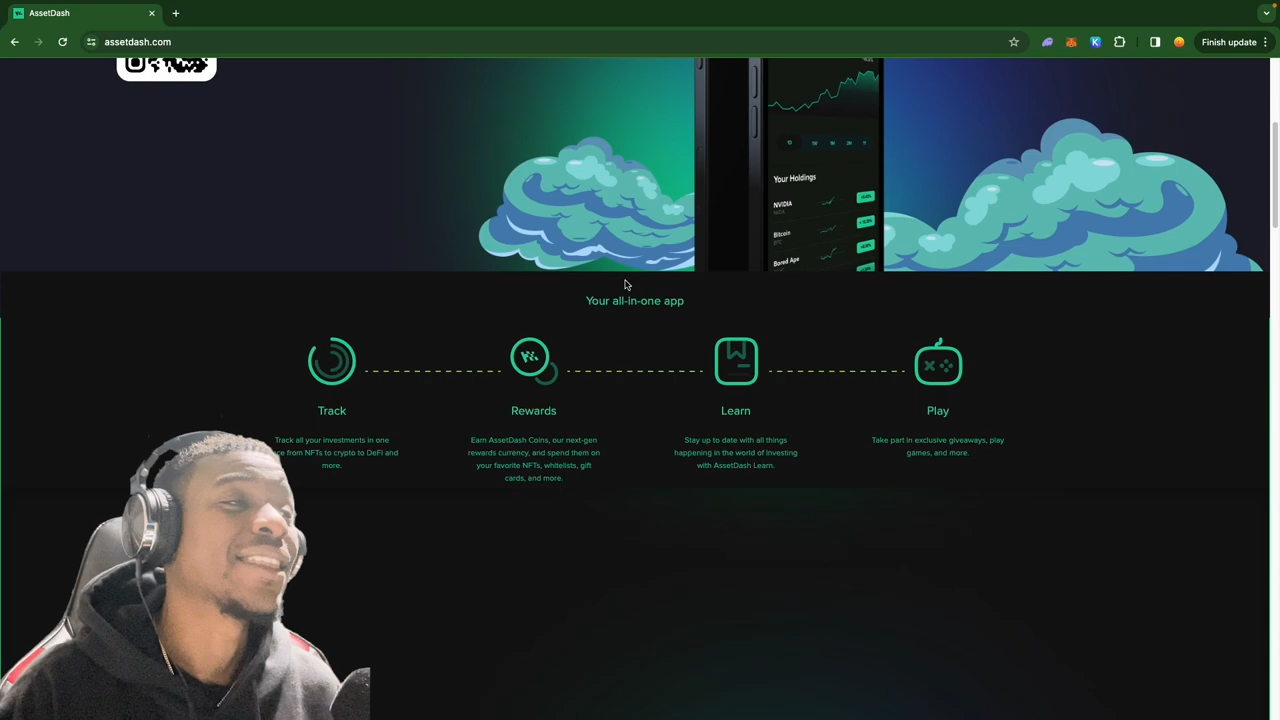 AssetDash
assetdash.com
Finish update
1D
1W
1M
Your Holdings
NVIDIA
Bitcoin
Bored Ape
Your all-in-one app
Track
Rewards
Learn
Play
Track all your investments in one
ce from NFTs to crypto to DeFi and
more.
Earn AssetDash Coins, our next-gen
rewards currency, and spend them on
your favorite NFTs, whitelists, gift
cards, and more.
Stay up to date with all things
happening in the world of investing
with AssetDash Learn.
Take part in exclusive giveaways, play
games, and more.